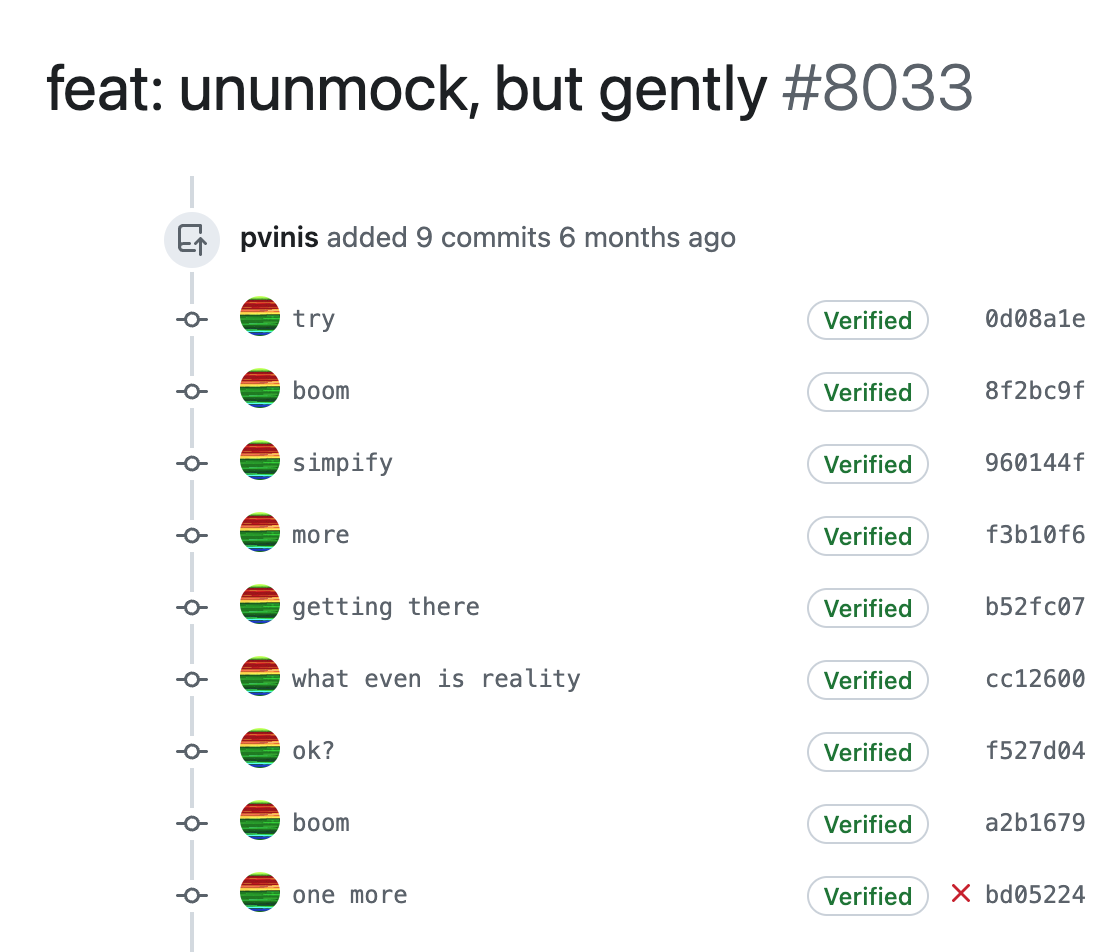 feat: ununmock, but gently #8033
pvinis added 9 commits 6 months ago
try Verified 0d08a1e
boom Verified 8f2bc9f
simpify Verified 960144f
more Verified f3b10f6
getting there Verified b52fc07
what even is reality Verified cc12600
ok? Verified f527d04
boom Verified a2b1679
one more Verified bd05224